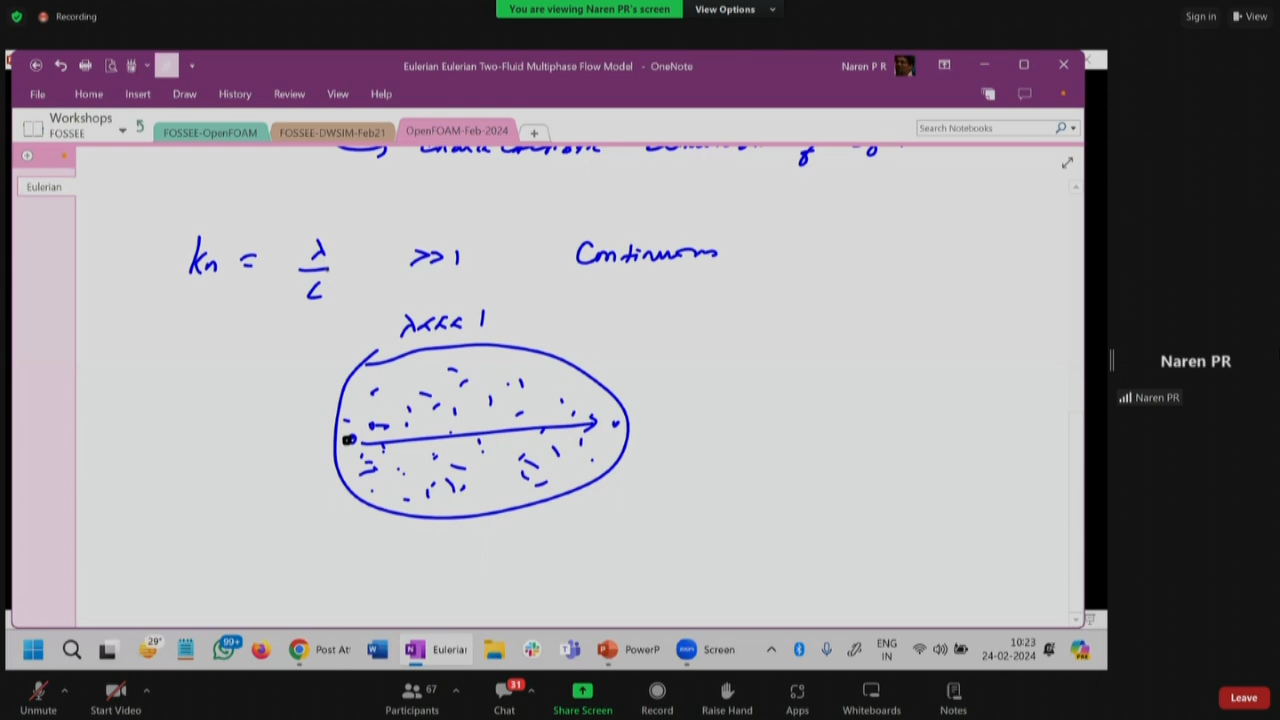 Recording
You are viewing Naren PR's screen
View Options
Sign in
View
Eulerian Eulerian Two-Fluid Multiphase Flow Model - OneNote
Naren P R
File
Home
Insert
Draw
History
Review
View
Help
Workshops
FOSSEE
FOSSEE-OpenFOAM
FOSSEE-DWSIM-Feb21
OpenFOAM-Feb-2024
Search Notebooks
Eulerian
Kn = λ/L >> 1 Continuum
λ<<< 1
Naren PR
Naren PR
29°
99+
Post At
Eulerian
PowerP
Screen
ENG
IN
10:23
24-02-2024
Unmute
Start Video
67
Participants
31
Chat
Share Screen
Record
Raise Hand
Apps
Whiteboards
Notes
Leave